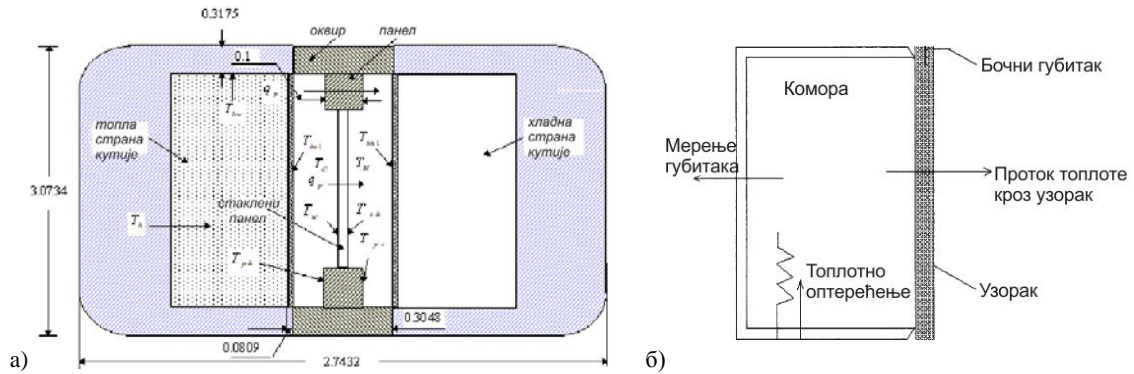 0.3175
оквир
панел
0.1
топла
страна
кутије
хладна
страна
кутије
стаклени
панел
3.0734
0.3048
0.0809
2.7432
а)
Комора
Бочни губитак
Мерење
губитака
Проток топлоте
кроз узорак
Топлотно
оптерећење
Узорак
б)